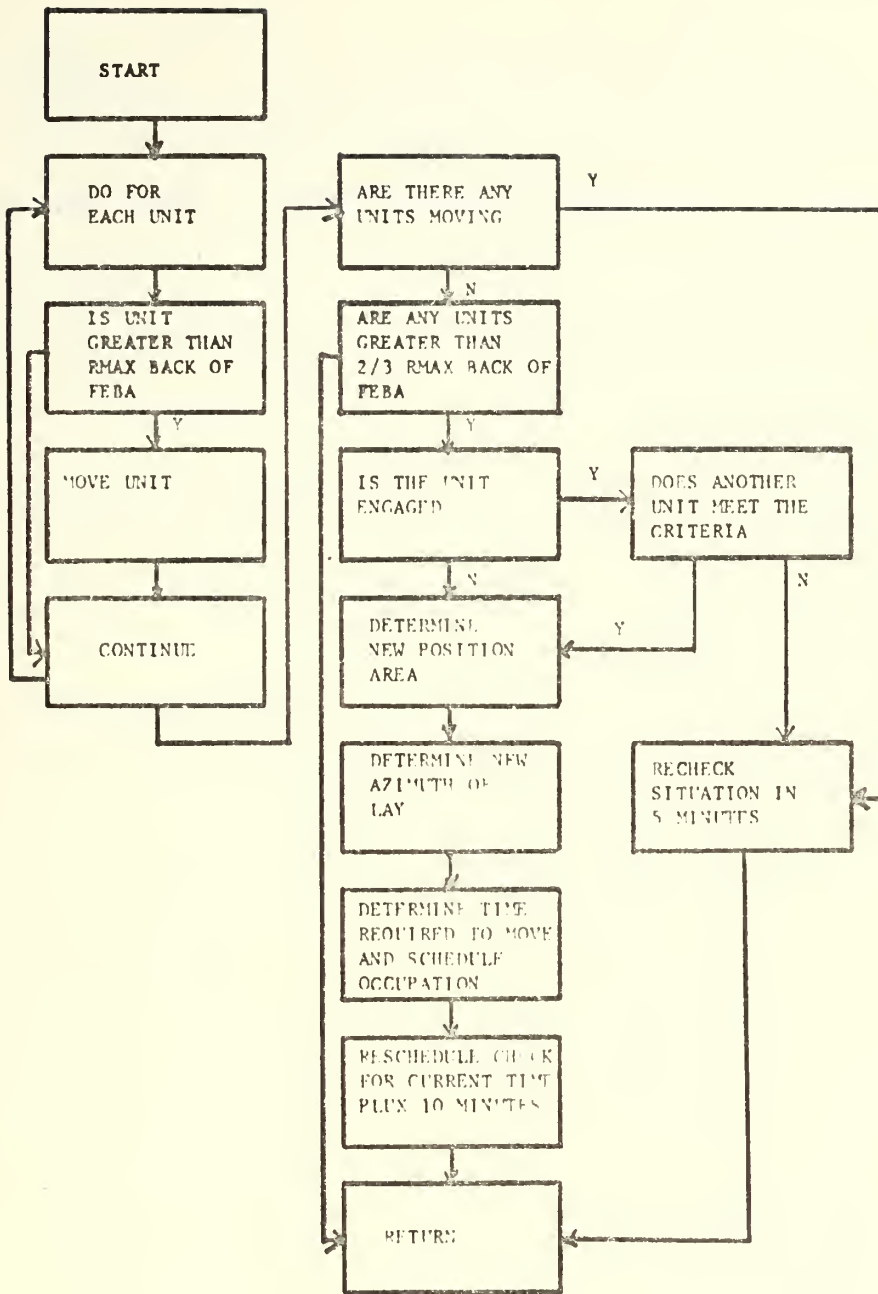 START
DO FOR
EACH UNIT
IS UNIT
GREATER THAN
RMAX BACK OF
FEBA
Y
MOVE UNIT
CONTINUE
ARE THERE ANY
UNITS MOVING
Y
N
ARE ANY UNITS
GREATER THAN
2/3 RMAX BACK OF
FEBA
Y
IS THE UNIT
ENGAGED
Y
N
DOES ANOTHER
UNIT MEET THE
CRITERIA
Y
N
DETERMINE
NEW POSITION
AREA
DETERMINE NEW
AZIMUTH OF
LAY
RECHECK
SITUATION IN
5 MINUTES
DETERMINE TIME
REQUIRED TO MOVE
AND SCHEDULE
OCCUPATION
RESCHEDULE CHECK
FOR CURRENT TIME
PLUX 10 MINUTES
RETURN